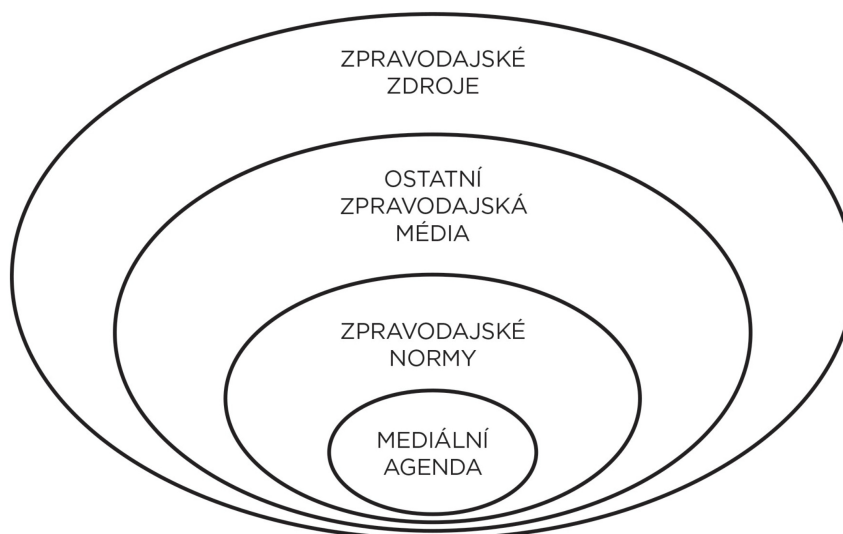 ZPRAVODAJSKÉ
ZDROJE
OSTATNÍ
ZPRAVODAJSKÁ
MÉDIA
ZPRAVODAJSKÉ
NORMY
MEDIÁLNÍ
AGENDA